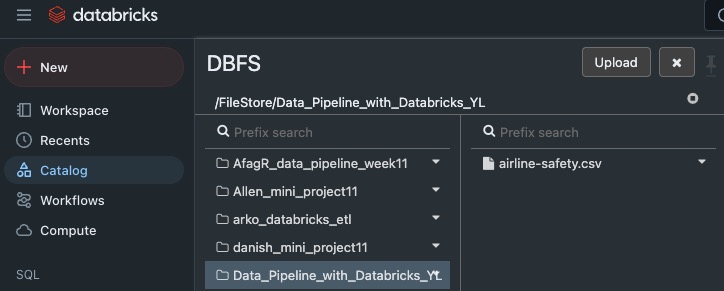 databricks
New
Workspace
Recents
Catalog
Workflows
Compute
SQL
DBFS
Upload
/FileStore/Data_Pipeline_with_Databricks_YL
Prefix search
AfagR_data_pipeline_week11
Allen_mini_project11
arko_databricks_etl
danish_mini_project11
Data_Pipeline_with_Databricks_YL
Prefix search
airline-safety.csv